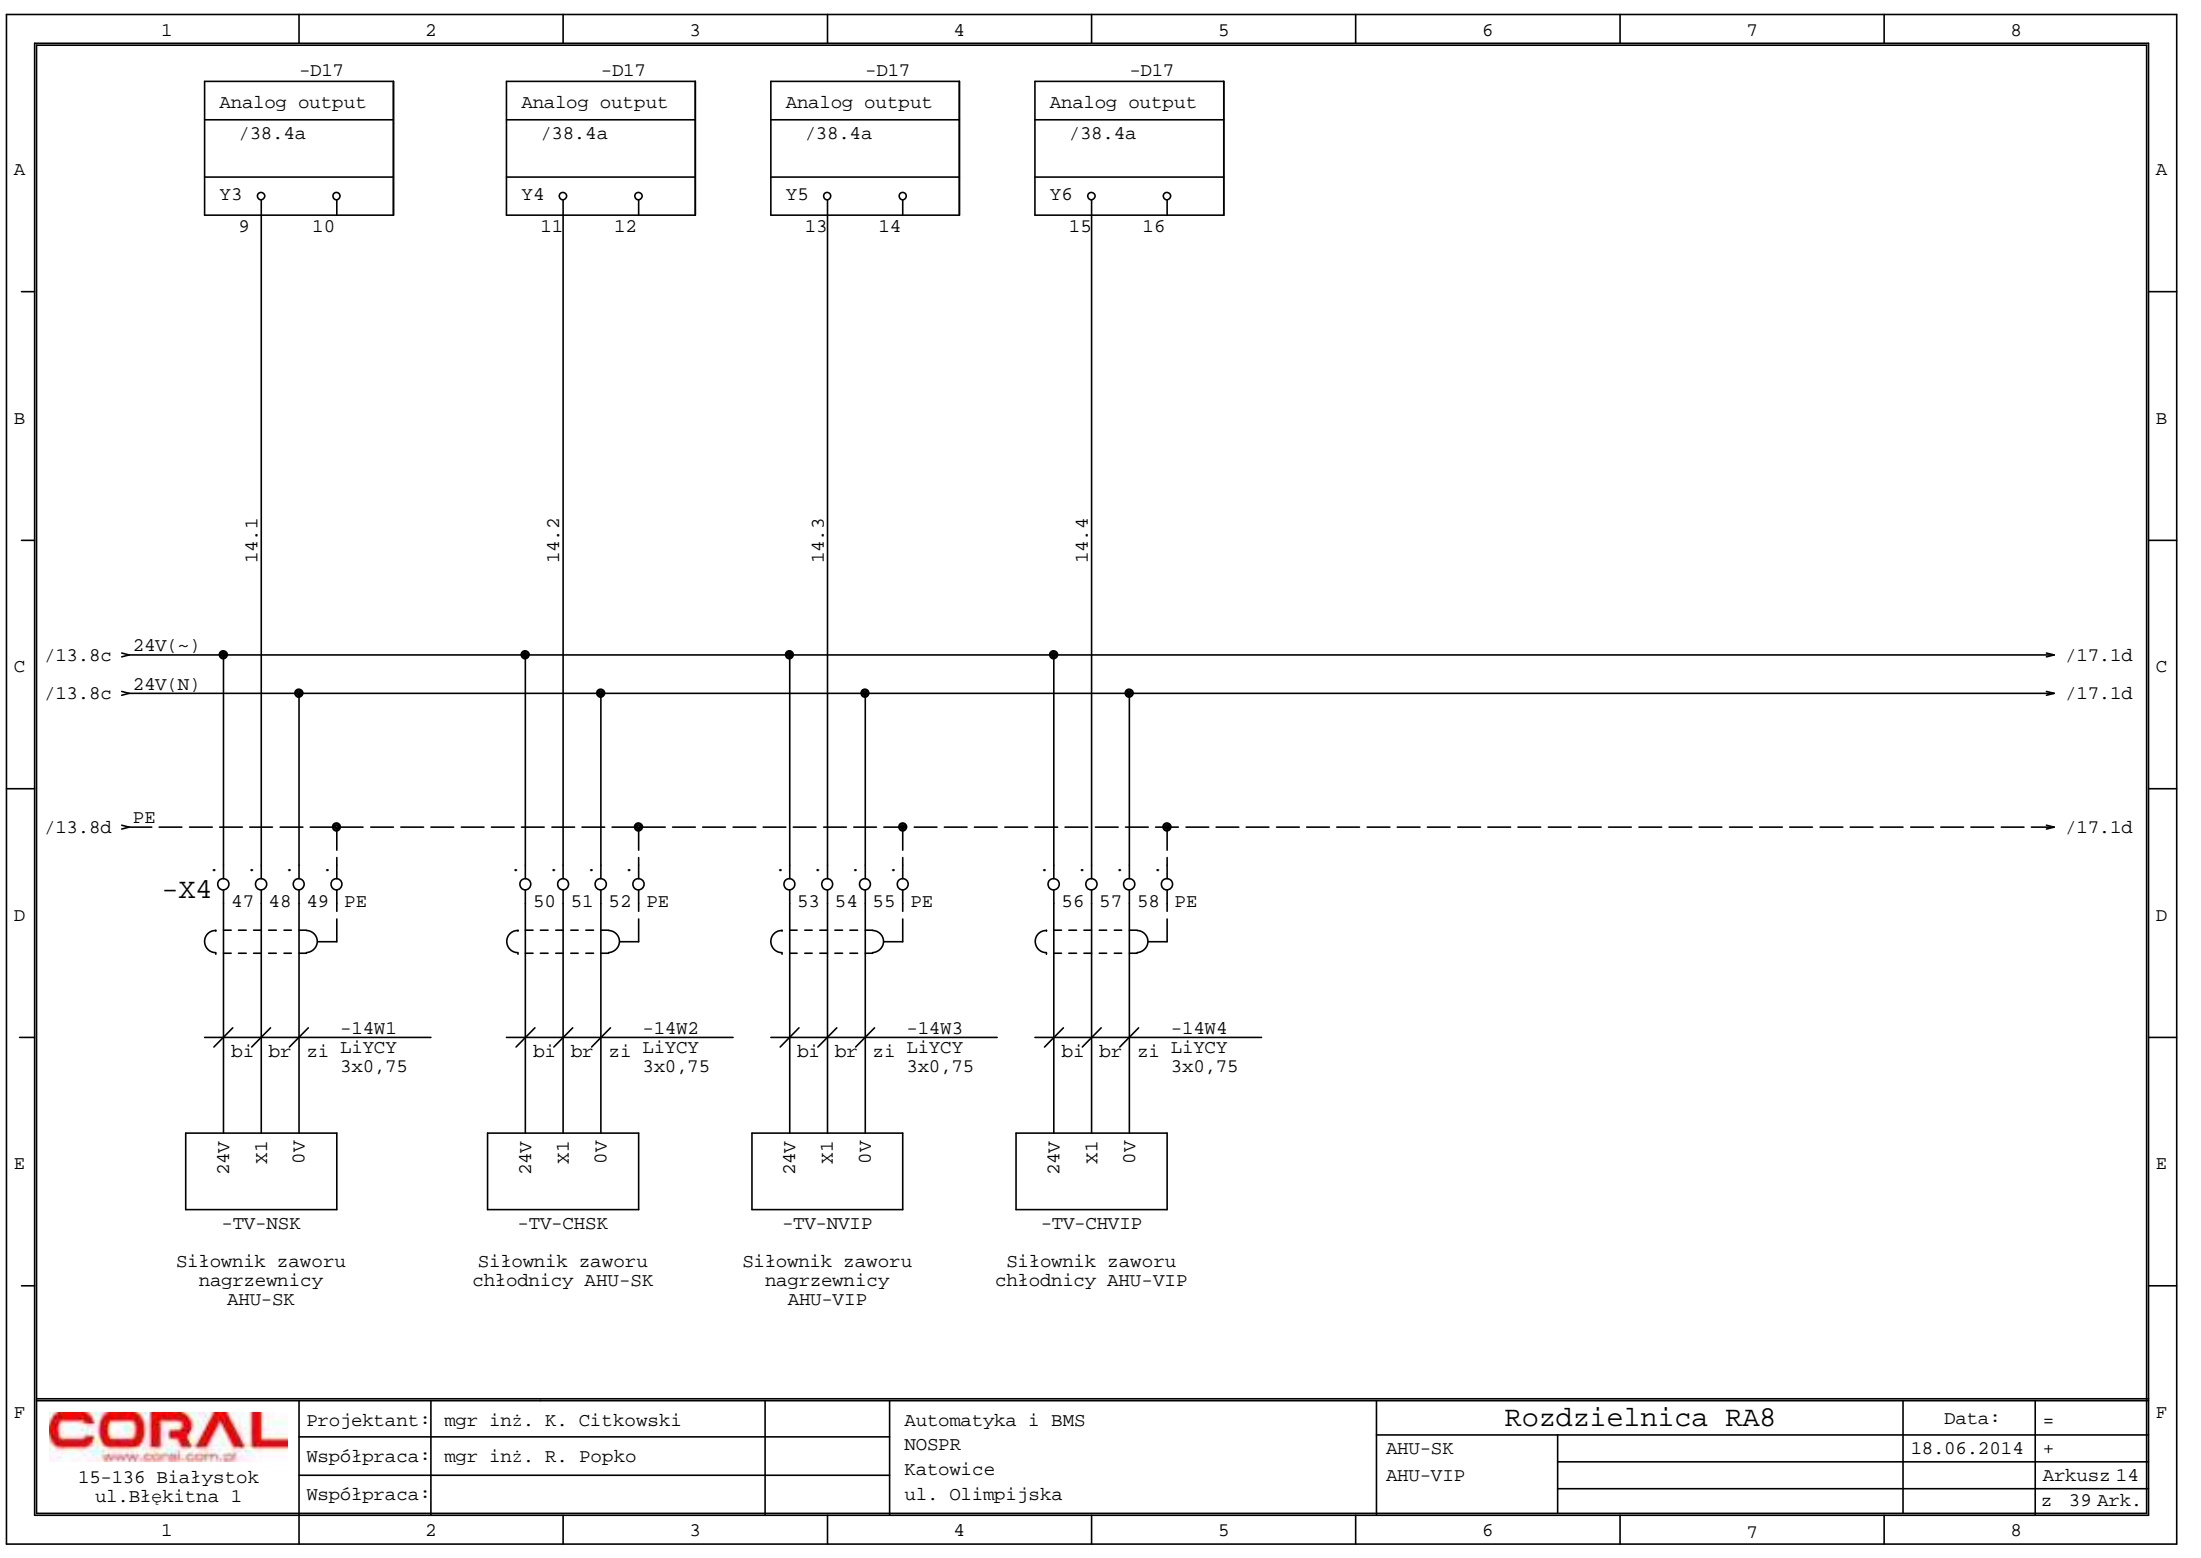 1 2 3 4 5 6 7 8
-D17 -D17 -D17 -D17
Analog output Analog output Analog output Analog output
/38.4a /38.4a /38.4a /38.4a
A A
Y3 Y4 Y5 Y6
9 10 11 12 13 14 15 16
B B
14.1 14.2 14.3 14.4
24V(~)
/13.8c /17.1d
C C
24V(N)
/13.8c /17.1d
PE
/13.8d /17.1d
-X4
47 48 49 PE 50 51 52 PE 53 54 55 PE 56 57 58 PE
D D
-14W1 -14W2 -14W3 -14W4
bi br zi LiYCY bi br zi LiYCY bi br zi LiYCY bi br zi LiYCY
3x0,75 3x0,75 3x0,75 3x0,75
24V X1 0V 24V X1 0V 24V X1 0V 24V X1 0V
E E
-TV-NSK -TV-CHSK -TV-NVIP -TV-CHVIP
Siłownik zaworu
nagrzewnicy
AHU-SK
Siłownik zaworu
chłodnicy AHU-SK
Siłownik zaworu
nagrzewnicy
AHU-VIP
Siłownik zaworu
chłodnicy AHU-VIP
F F
CORAL
www.coral.com.pl
15-136 Białystok
ul.Błękitna 1
Projektant: mgr inż. K. Citkowski
Współpraca: mgr inż. R. Popko
Współpraca:
Automatyka i BMS
NOSPR
Katowice
ul. Olimpijska
Rozdzielnica RA8
AHU-SK
AHU-VIP
Data: =
18.06.2014 +
Arkusz 14
z 39 Ark.
1 2 3 4 5 6 7 8